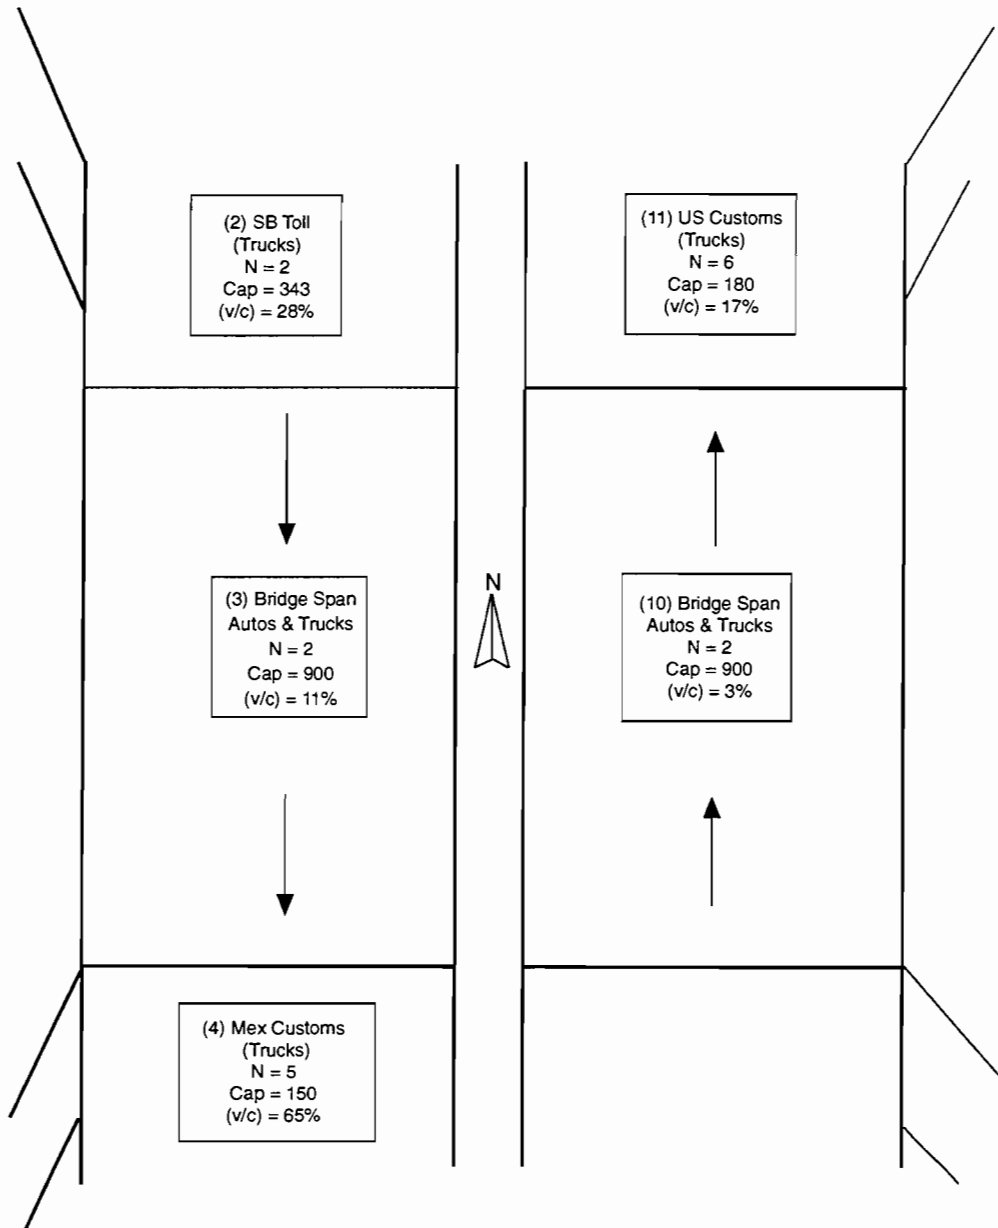 (2) SB Toll
(Trucks)
N = 2
Cap = 343
(v/c) = 28%
(11) US Customs
(Trucks)
N = 6
Cap = 180
(v/c) = 17%
(3) Bridge Span
Autos & Trucks
N = 2
Cap = 900
(v/c) = 11%
N
(10) Bridge Span
Autos & Trucks
N = 2
Cap = 900
(v/c) = 3%
(4) Mex Customs
(Trucks)
N = 5
Cap = 150
(v/c) = 65%